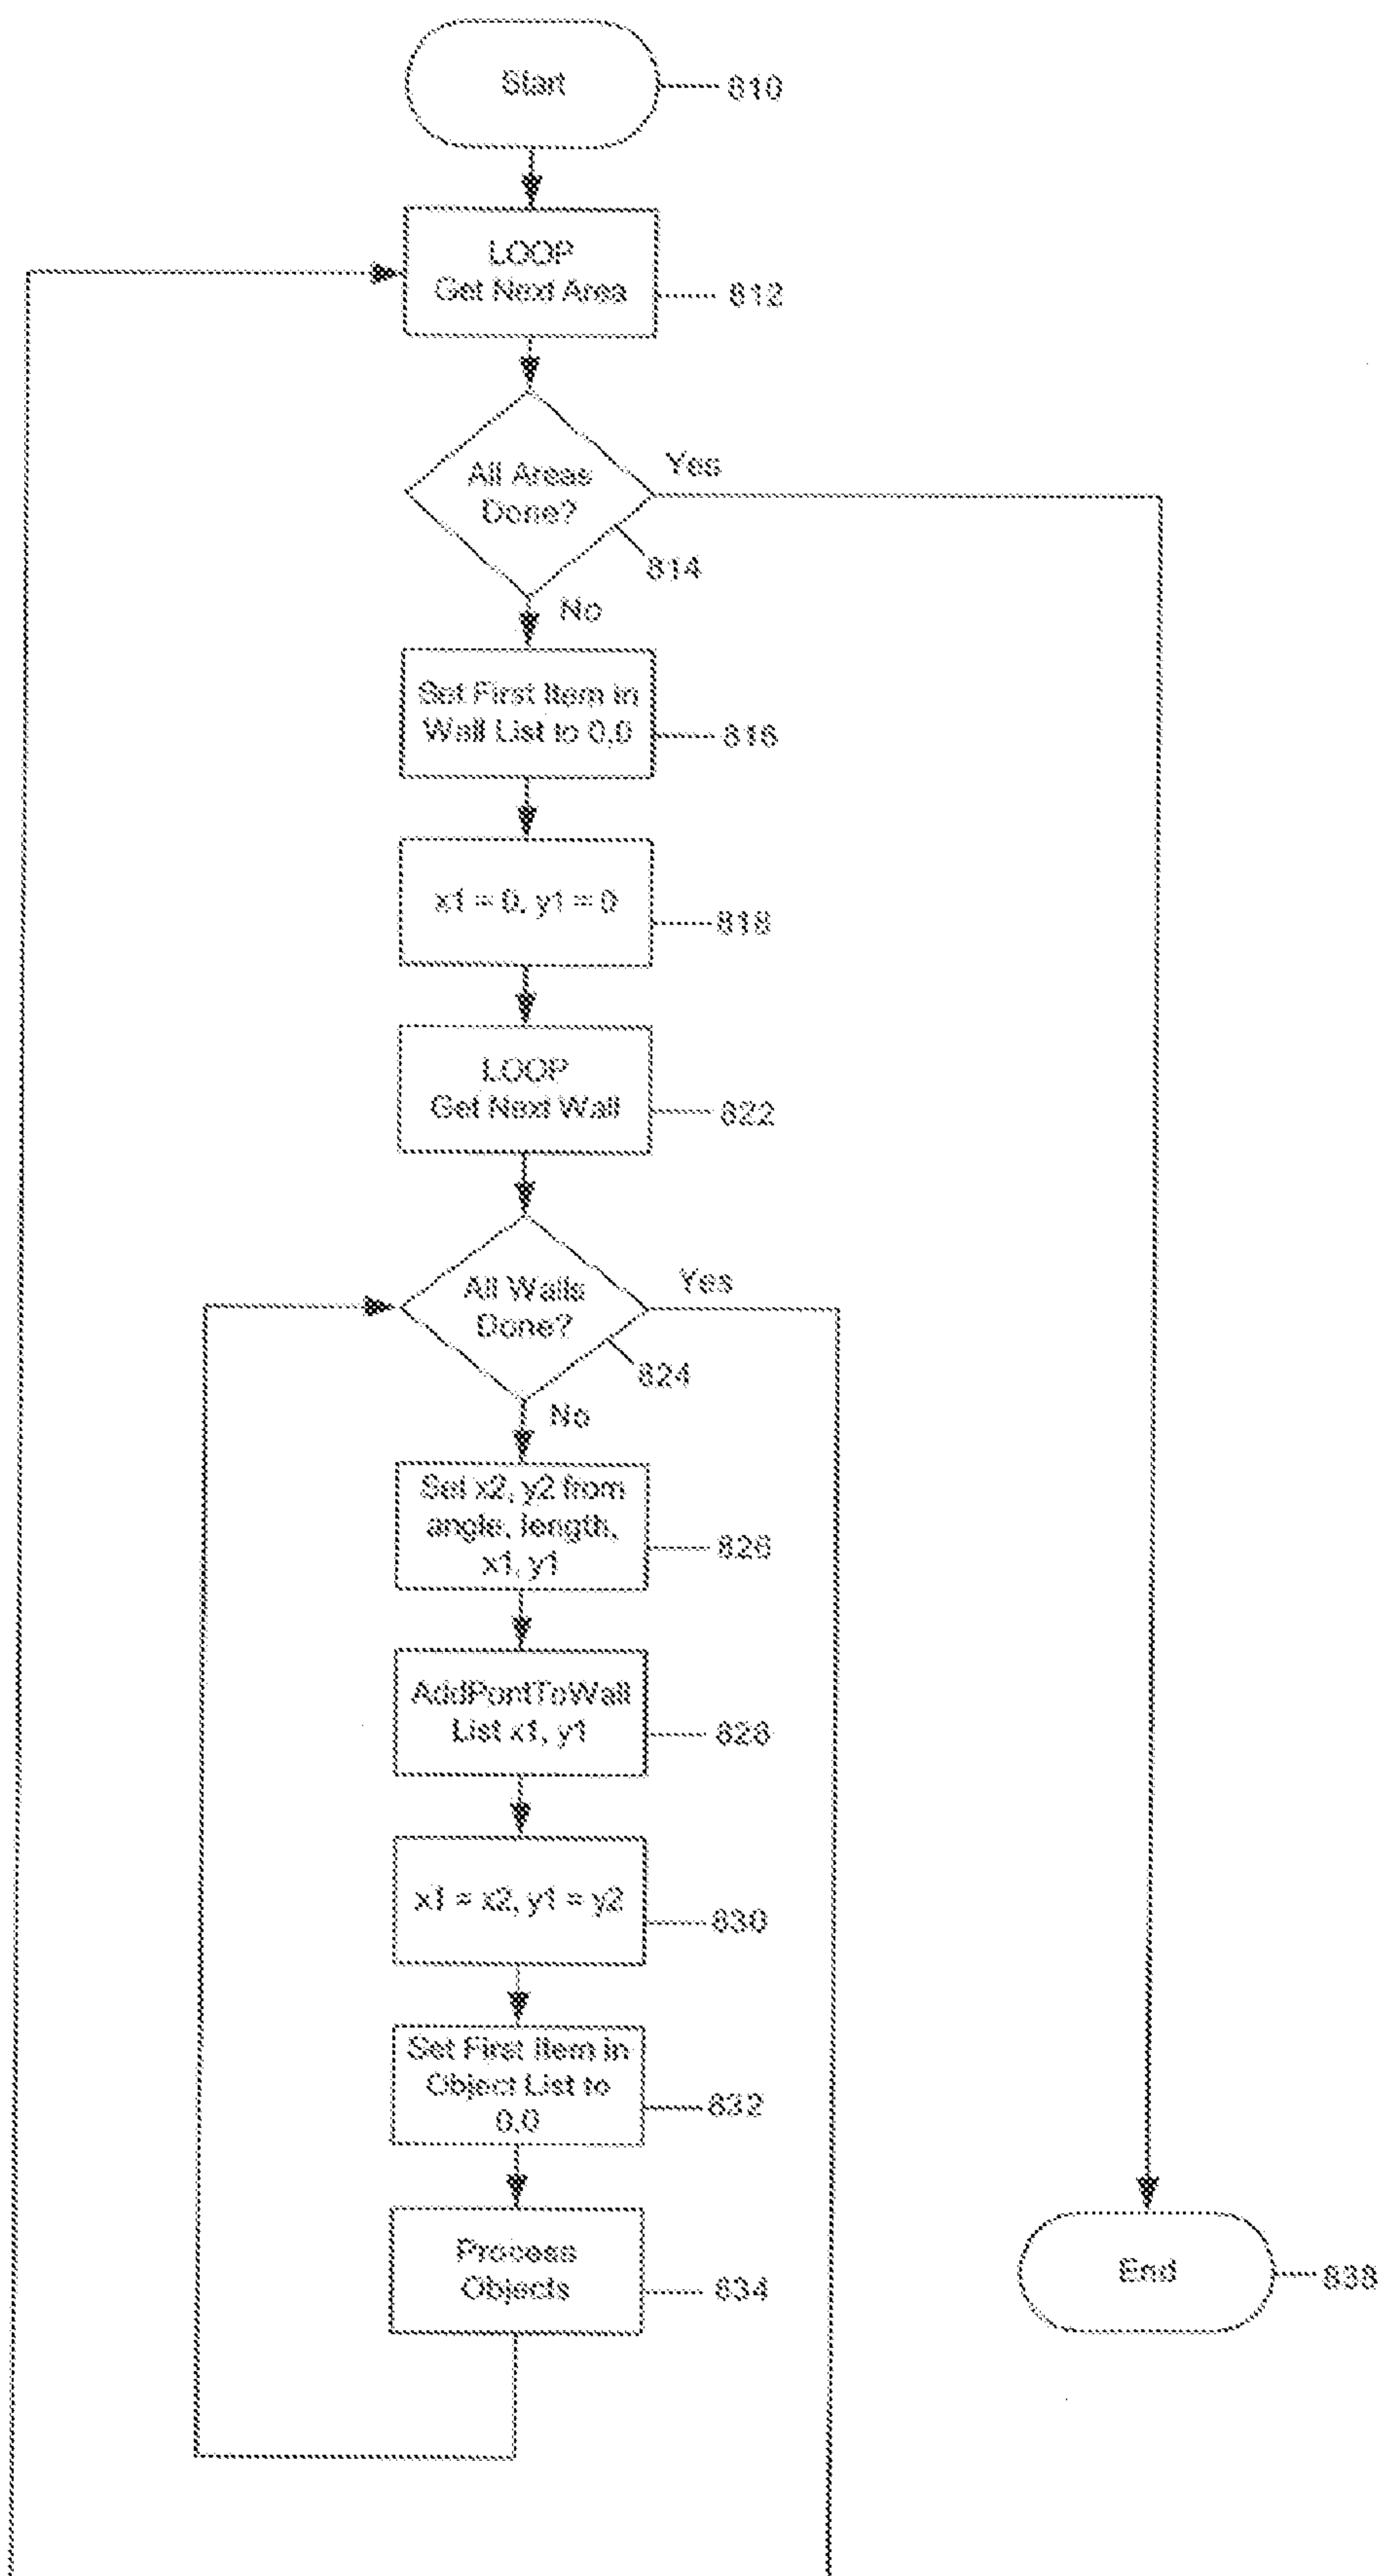 Start
810
LOOP
Get Next Area
812
All Areas
Done?
Yes
814
No
Set First Item in
Wall List to 0,0
816
x1 = 0, y1 = 0
818
LOOP
Get Next Wall
822
All Walls
Done?
Yes
824
No
Set x2, y2 from
angle, length,
x1, y1
826
AddPontToWall
List x1, y1
828
x1 = x2, y1 = y2
830
Set First Item in
Object List to
0,0
832
Process
Objects
834
End
838